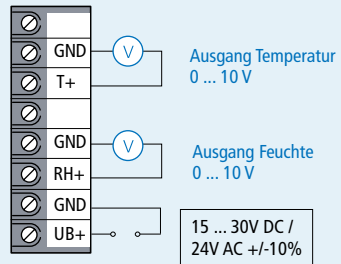 GND
V
T+
Ausgang Temperatur
0 ... 10 V
GND
V
RH+
Ausgang Feuchte
0 ... 10 V
GND
UB+
15 ... 30V DC /
24V AC +/-10%